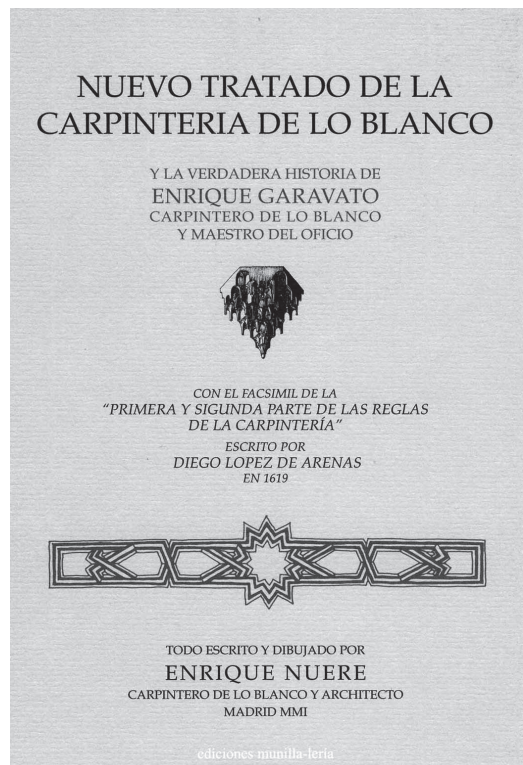 NUEVO TRATADO DE LA
CARPINTERIA DE LO BLANCO
Y LA VERDADERA HISTORIA DE
ENRIQUE GARAVATO
CARPINTERO DE LO BLANCO
Y MAESTRO DEL OFICIO
CON EL FACSIMIL DE LA
“PRIMERA Y SIGUNDA PARTE DE LAS REGLAS
DE LA CARPINTERÍA”
ESCRITO POR
DIEGO LOPEZ DE ARENAS
EN 1619
TODO ESCRITO Y DIBUJADO POR
ENRIQUE NUERE
CARPINTERO DE LO BLANCO Y ARCHITECTO
MADRID MMI
ediciones munilla-lería